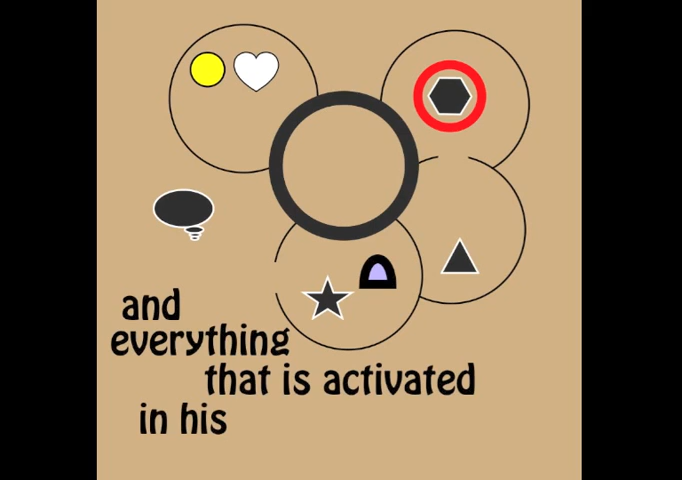 and
everything
that is activated
in his